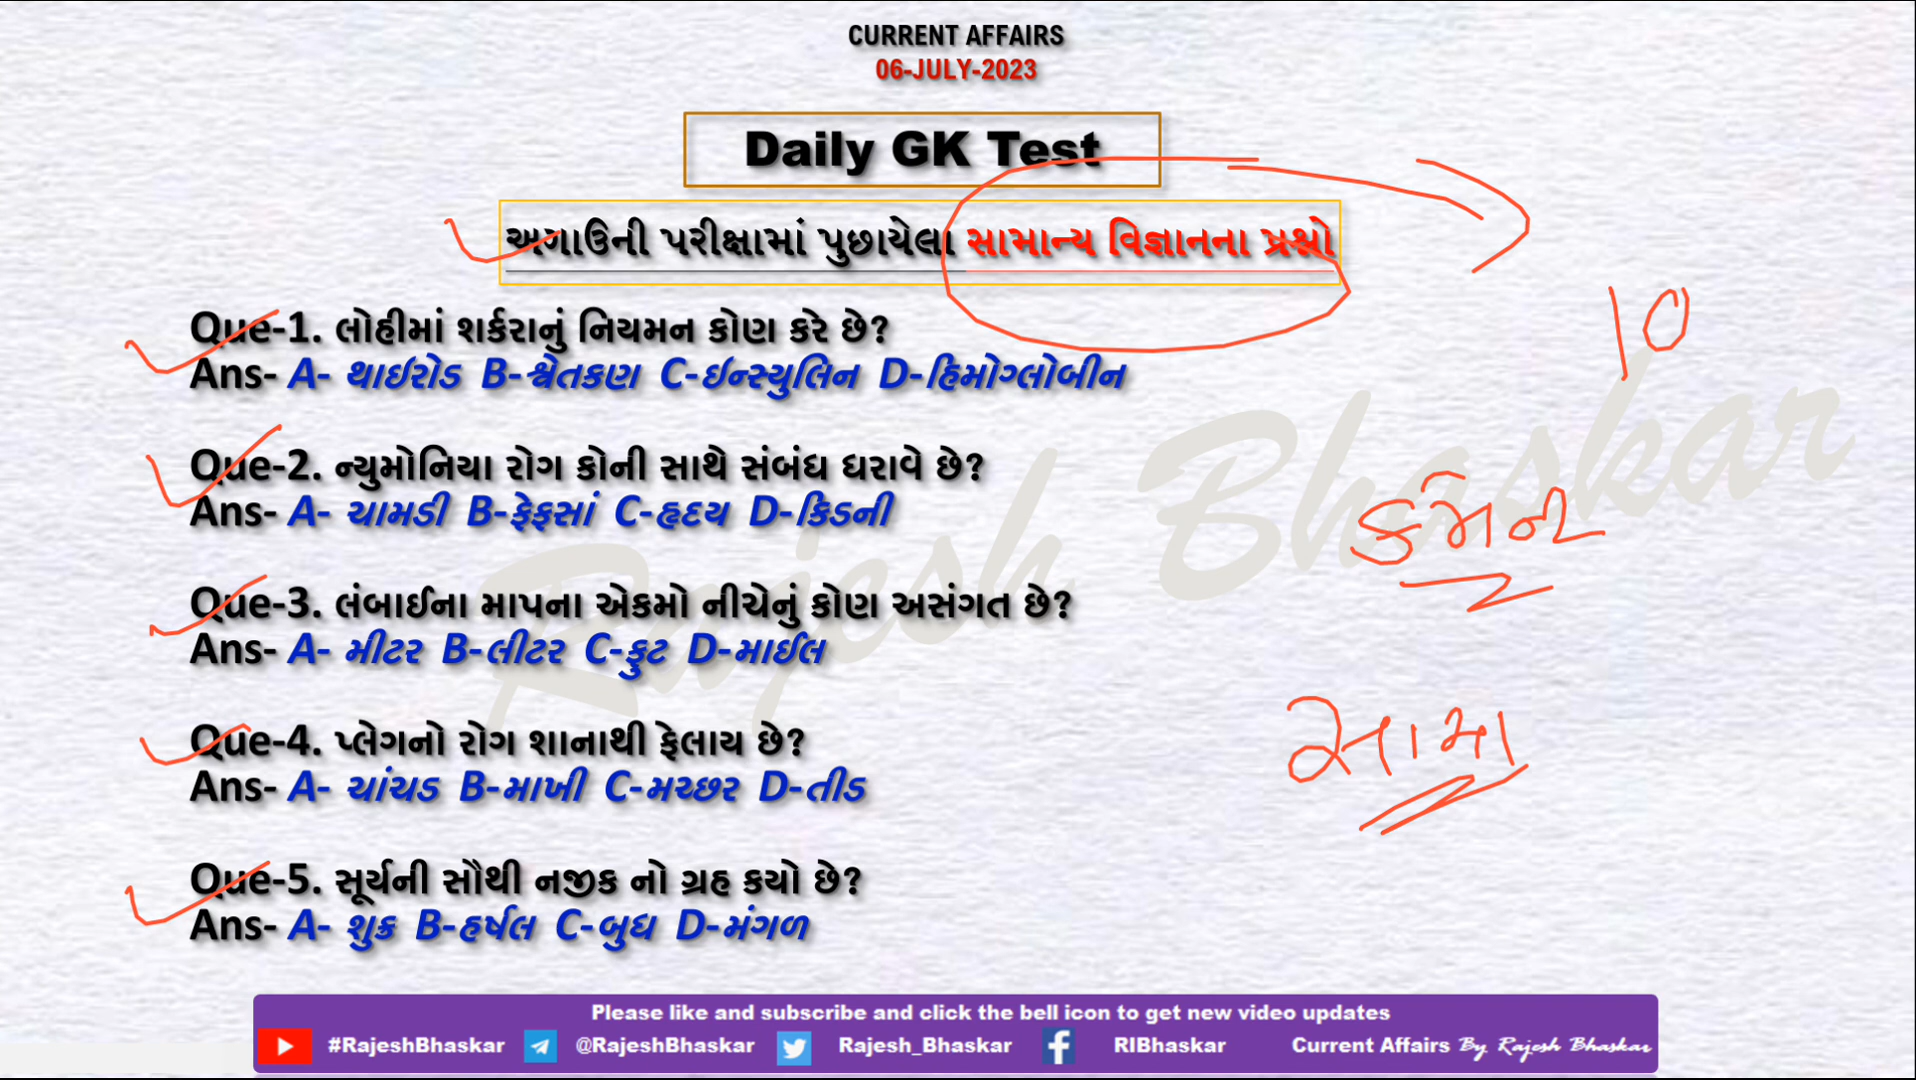 CURRENT AFFAIRS
06-JULY-2023
Daily GK Test
અગાઉની પરીક્ષામાં પુછાયેલા સામાન્ય વિજ્ઞાનના પ્રશ્નો
Que-1. લોહીમાં શર્કરાનું નિયમન કોણ કરે છે?
Ans- A- થાઈરોડ B-શ્વેતકણ C-ઇન્સ્યુલિન D-હિમોગ્લોબીન
10
Que-2. ન્યુમોનિયા રોગ કોની સાથે સંબંધ ધરાવે છે?
Ans- A- ચામડી B-ફેફસાં C-હૃદય D-કિડની
Que-3. લંબાઈના માપના એકમો નીચેનું કોણ અસંગત છે?
Ans- A- મીટર B-લીટર C-ફુટ D-માઈલ
Que-4. પ્લેગનો રોગ શાનાથી ફેલાય છે?
Ans- A- ચાંચડ B-માખી C-મચ્છર D-તીડ
Que-5. સૂર્યની સૌથી નજીક નો ગ્રહ કયો છે?
Ans- A- શુક્ર B-હર્ષલ C-બુધ D-મંગળ
Rajesh Bhaskar
Please like and subscribe and click the bell icon to get new video updates
#RajeshBhaskar @RajeshBhaskar Rajesh_Bhaskar RIBhaskar Current Affairs By Rajesh Bhaskar